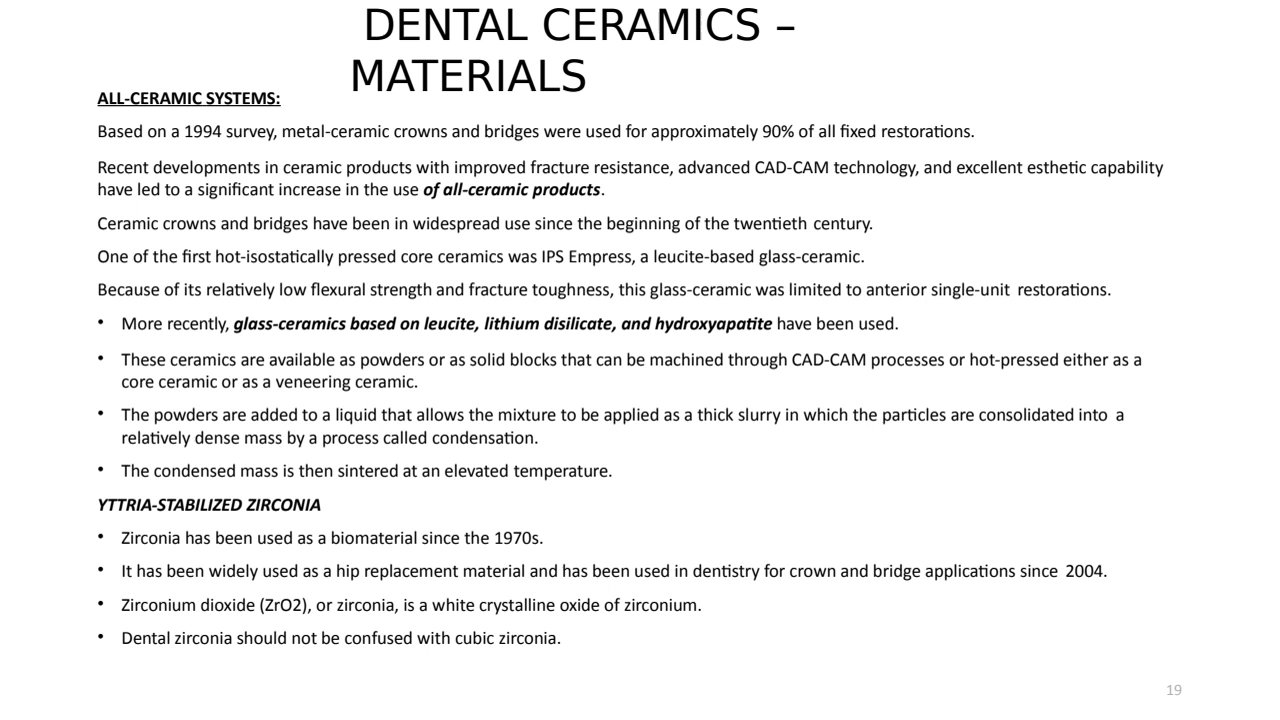 DENTAL CERAMICS –
MATERIALS
ALL-CERAMIC SYSTEMS:
Based on a 1994 survey, metal-ceramic crowns and bridges were used for approximately 90% of all fixed restorations.
Recent developments in ceramic products with improved fracture resistance, advanced CAD-CAM technology, and excellent esthetic capability
have led to a significant increase in the use of all-ceramic products.
Ceramic crowns and bridges have been in widespread use since the beginning of the twentieth century.
One of the first hot-isostatically pressed core ceramics was IPS Empress, a leucite-based glass-ceramic.
Because of its relatively low flexural strength and fracture toughness, this glass-ceramic was limited to anterior single-unit restorations.
• More recently, glass-ceramics based on leucite, lithium disilicate, and hydroxyapatite have been used.
• These ceramics are available as powders or as solid blocks that can be machined through CAD-CAM processes or hot-pressed either as a
core ceramic or as a veneering ceramic.
• The powders are added to a liquid that allows the mixture to be applied as a thick slurry in which the particles are consolidated into a
relatively dense mass by a process called condensation.
• The condensed mass is then sintered at an elevated temperature.
YTTRIA-STABILIZED ZIRCONIA
• Zirconia has been used as a biomaterial since the 1970s.
• It has been widely used as a hip replacement material and has been used in dentistry for crown and bridge applications since 2004.
• Zirconium dioxide (ZrO2), or zirconia, is a white crystalline oxide of zirconium.
• Dental zirconia should not be confused with cubic zirconia.
19